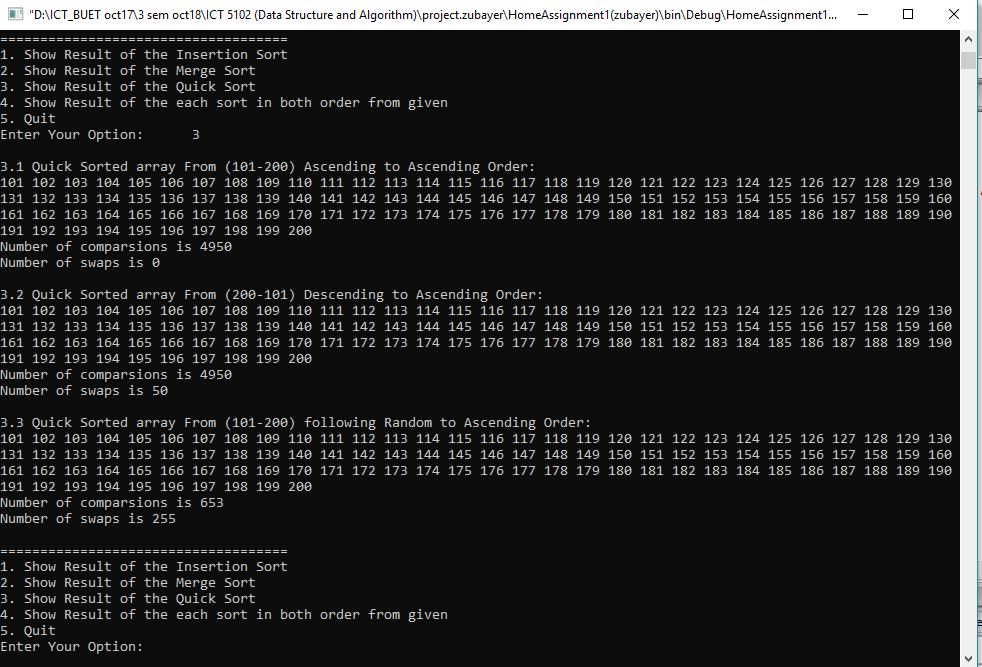 "D:\ICT_BUET oct17\3 sem oct18\ICT 5102 (Data Structure and Algorithm)\project.zubayer\HomeAssignment1(zubayer)\bin\Debug\HomeAssignment1...
====================================
1. Show Result of the Insertion Sort
2. Show Result of the Merge Sort
3. Show Result of the Quick Sort
4. Show Result of the each sort in both order from given
5. Quit
Enter Your Option:      3
3.1 Quick Sorted array From (101-200) Ascending to Ascending Order:
101 102 103 104 105 106 107 108 109 110 111 112 113 114 115 116 117 118 119 120 121 122 123 124 125 126 127 128 129 130
131 132 133 134 135 136 137 138 139 140 141 142 143 144 145 146 147 148 149 150 151 152 153 154 155 156 157 158 159 160
161 162 163 164 165 166 167 168 169 170 171 172 173 174 175 176 177 178 179 180 181 182 183 184 185 186 187 188 189 190
191 192 193 194 195 196 197 198 199 200
Number of comparsions is 4950
Number of swaps is 0
3.2 Quick Sorted array From (200-101) Descending to Ascending Order:
101 102 103 104 105 106 107 108 109 110 111 112 113 114 115 116 117 118 119 120 121 122 123 124 125 126 127 128 129 130
131 132 133 134 135 136 137 138 139 140 141 142 143 144 145 146 147 148 149 150 151 152 153 154 155 156 157 158 159 160
161 162 163 164 165 166 167 168 169 170 171 172 173 174 175 176 177 178 179 180 181 182 183 184 185 186 187 188 189 190
191 192 193 194 195 196 197 198 199 200
Number of comparsions is 4950
Number of swaps is 50
3.3 Quick Sorted array From (101-200) following Random to Ascending Order:
101 102 103 104 105 106 107 108 109 110 111 112 113 114 115 116 117 118 119 120 121 122 123 124 125 126 127 128 129 130
131 132 133 134 135 136 137 138 139 140 141 142 143 144 145 146 147 148 149 150 151 152 153 154 155 156 157 158 159 160
161 162 163 164 165 166 167 168 169 170 171 172 173 174 175 176 177 178 179 180 181 182 183 184 185 186 187 188 189 190
191 192 193 194 195 196 197 198 199 200
Number of comparsions is 653
Number of swaps is 255
====================================
1. Show Result of the Insertion Sort
2. Show Result of the Merge Sort
3. Show Result of the Quick Sort
4. Show Result of the each sort in both order from given
5. Quit
Enter Your Option: